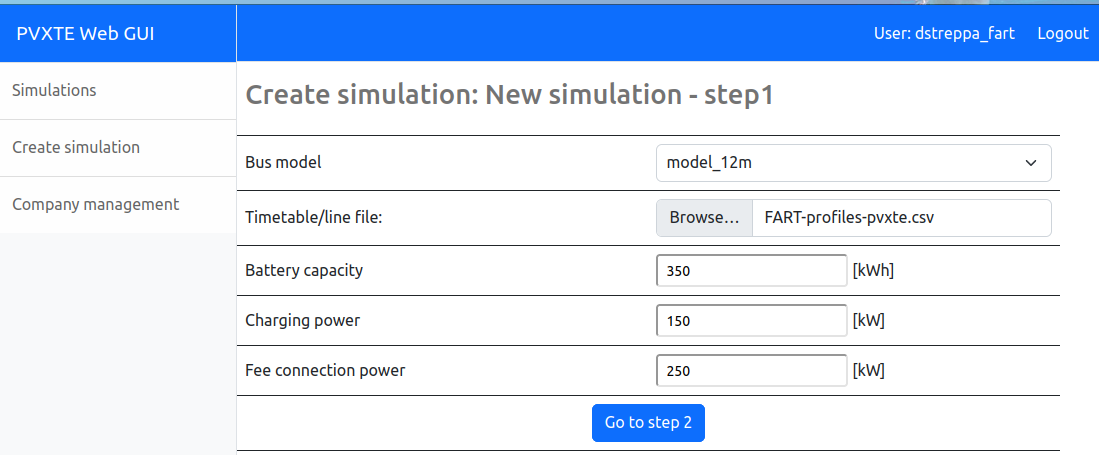 PVXTE Web GUI
User: dstreppa_fart Logout
Simulations
Create simulation
Company management
Create simulation: New simulation - step1
Bus model model_12m
Timetable/line file: Browse... FART-profiles-pvxte.csv
Battery capacity 350 [kWh]
Charging power 150 [kW]
Fee connection power 250 [kW]
Go to step 2